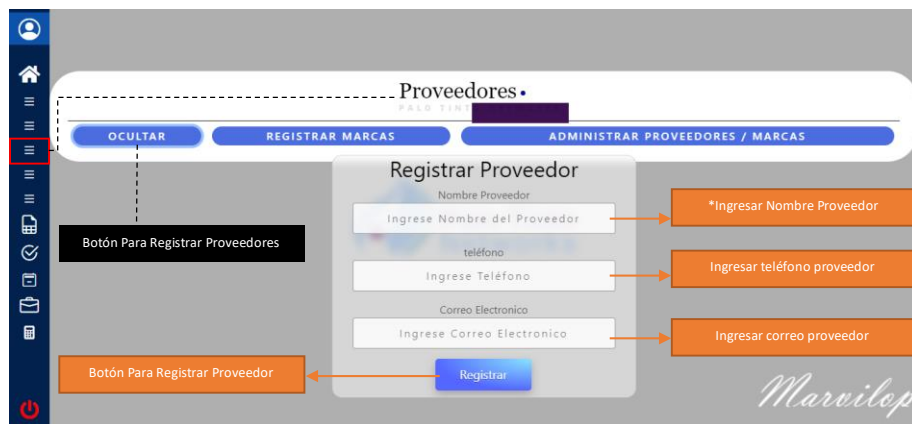 Proveedores
PALO TINT
OCULTAR
REGISTRAR MARCAS
ADMINISTRAR PROVEEDORES / MARCAS
Registrar Proveedor
Nombre Proveedor
Ingrese Nombre del Proveedor
*Ingresar Nombre Proveedor
Botón Para Registrar Proveedores
teléfono
Ingrese Teléfono
Ingresar teléfono proveedor
Correo Electronico
Ingrese Correo Electronico
Ingresar correo proveedor
Botón Para Registrar Proveedor
Registrar
Marvilop